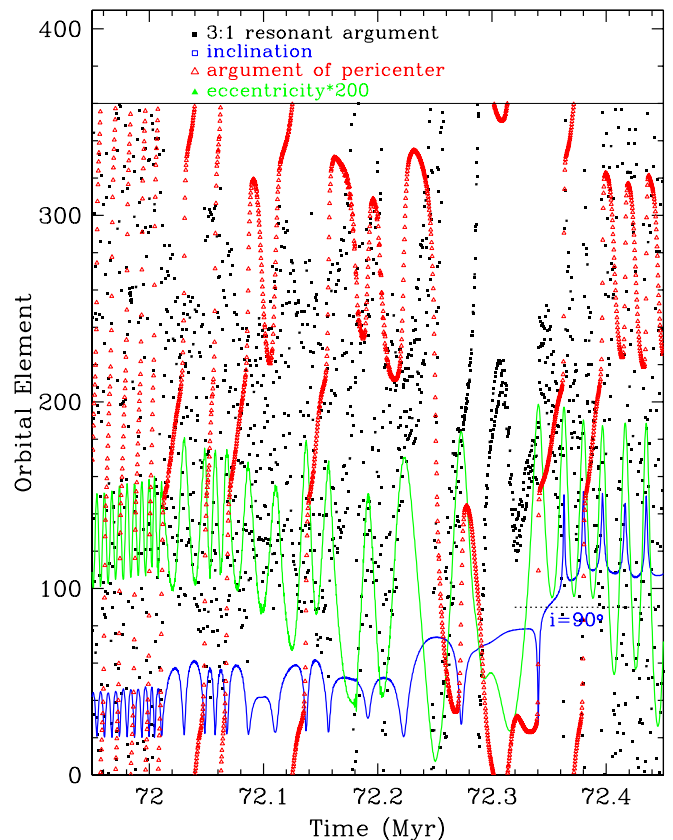 400
300
200
100
0
Orbital Element
3:1 resonant argument
inclination
argument of pericenter
eccentricity*200
i=90°
72
72.1
72.2
72.3
72.4
Time (Myr)